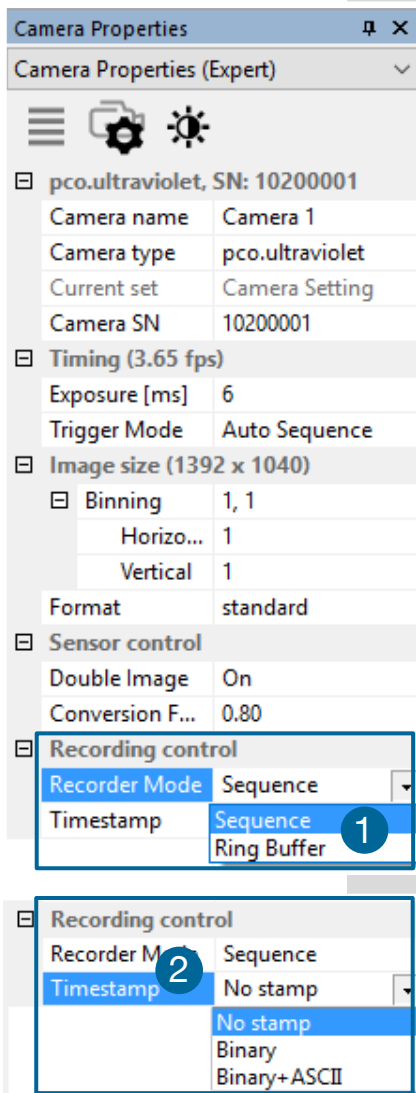 Camera Properties
Camera Properties (Expert)
pco.ultraviolet, SN: 10200001
Camera name Camera 1
Camera type pco.ultraviolet
Current set Camera Setting
Camera SN 10200001
Timing (3.65 fps)
Exposure [ms] 6
Trigger Mode Auto Sequence
Image size (1392 x 1040)
Binning 1, 1
Horizo... 1
Vertical 1
Format standard
Sensor control
Double Image On
Conversion F... 0.80
Recording control
Recorder Mode Sequence
Timestamp Sequence 1
Ring Buffer
Recording control
Recorder Sequence
Timestamp 2 No stamp
No stamp
Binary
Binary+ASCII